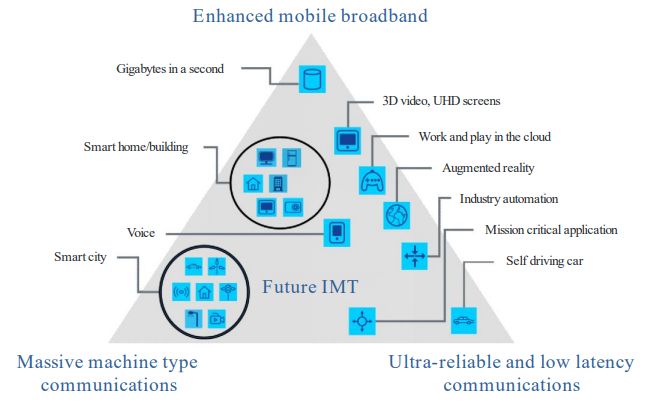 Enhanced mobile broadband
Gigabytes in a second
3D video, UHD screens
Work and play in the cloud
Smart home/building
Augmented reality
Industry automation
Voice
Mission critical application
Smart city
Self driving car
Future IMT
Massive machine type
communications
Ultra-reliable and low latency
communications